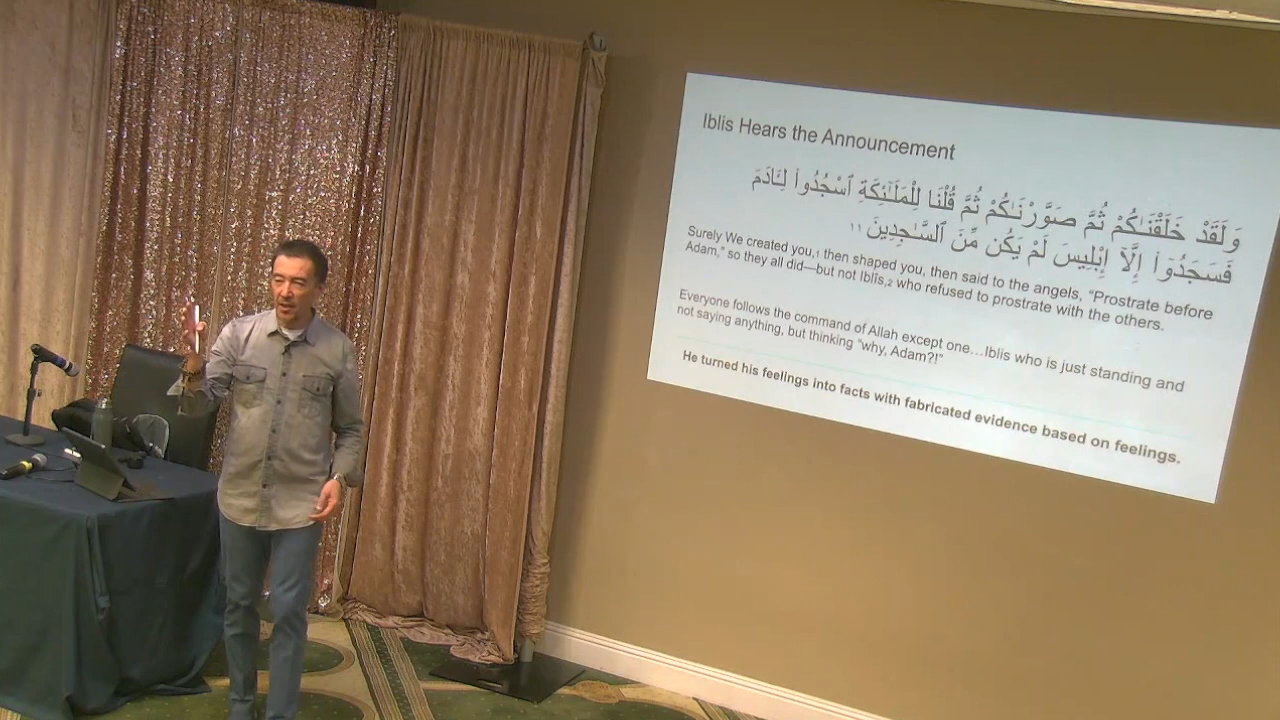 Iblis Hears the Announcement
وَلَقَدْ خَلَقْنَـٰكُمْ ثُمَّ صَوَّرْنَـٰكُمْ ثُمَّ قُلْنَا لِلْمَلَـٰٓئِكَةِ ٱسْجُدُوا۟ لِـَٔادَمَ
فَسَجَدُوٓا۟ إِلَّآ إِبْلِيسَ لَمْ يَكُن مِّنَ ٱلسَّـٰجِدِينَ ١١
Surely We created you,1 then shaped you, then said to the angels, “Prostrate before
Adam,” so they all did—but not Iblîs,2 who refused to prostrate with the others.
Everyone follows the command of Allah except one…Iblis who is just standing and
not saying anything, but thinking “why, Adam?!”
He turned his feelings into facts with fabricated evidence based on feelings.